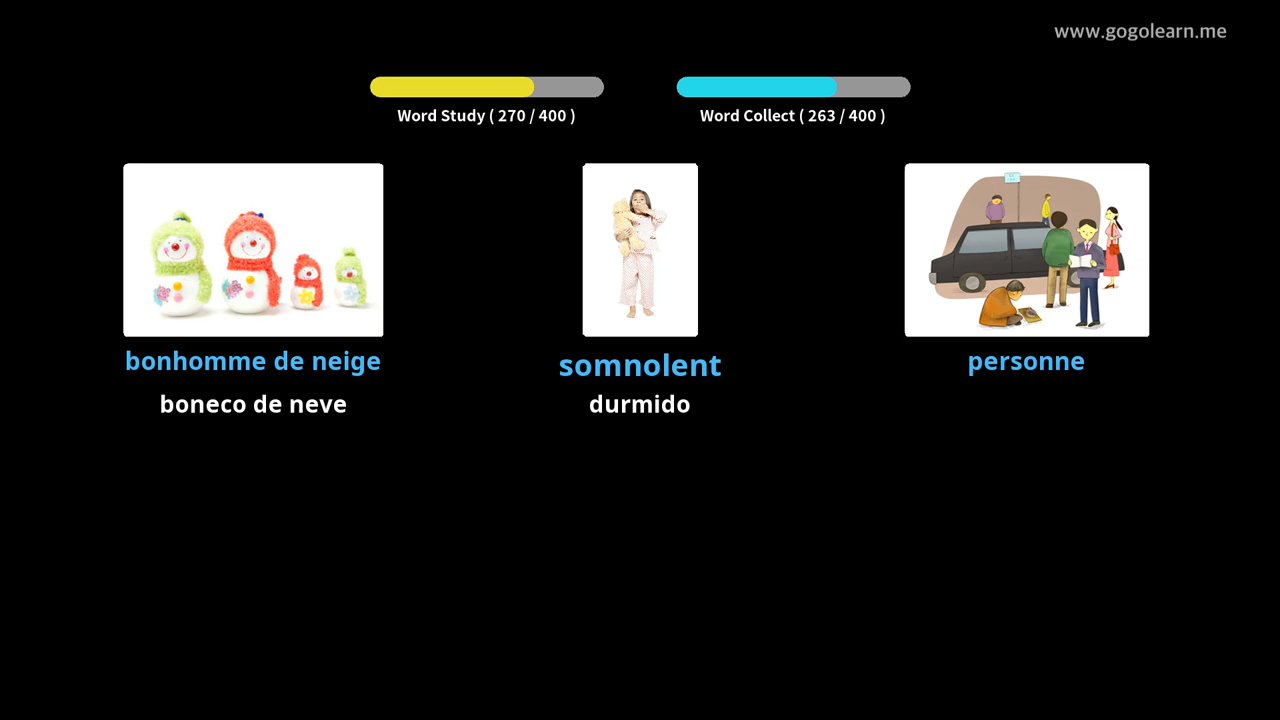 www.gogolearn.me
Word Study ( 270 / 400 )
Word Collect ( 263 / 400 )
bonhomme de neige
somnolent
personne
boneco de neve
durmido